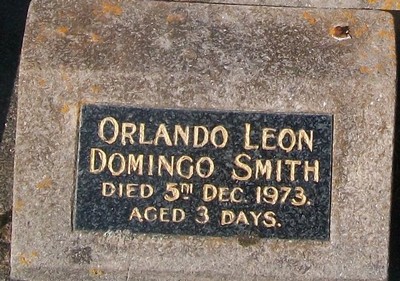 ORLANDO LEON
DOMINGO SMITH
DIED 5TH DEC. 1973.
AGED 3 DAYS.